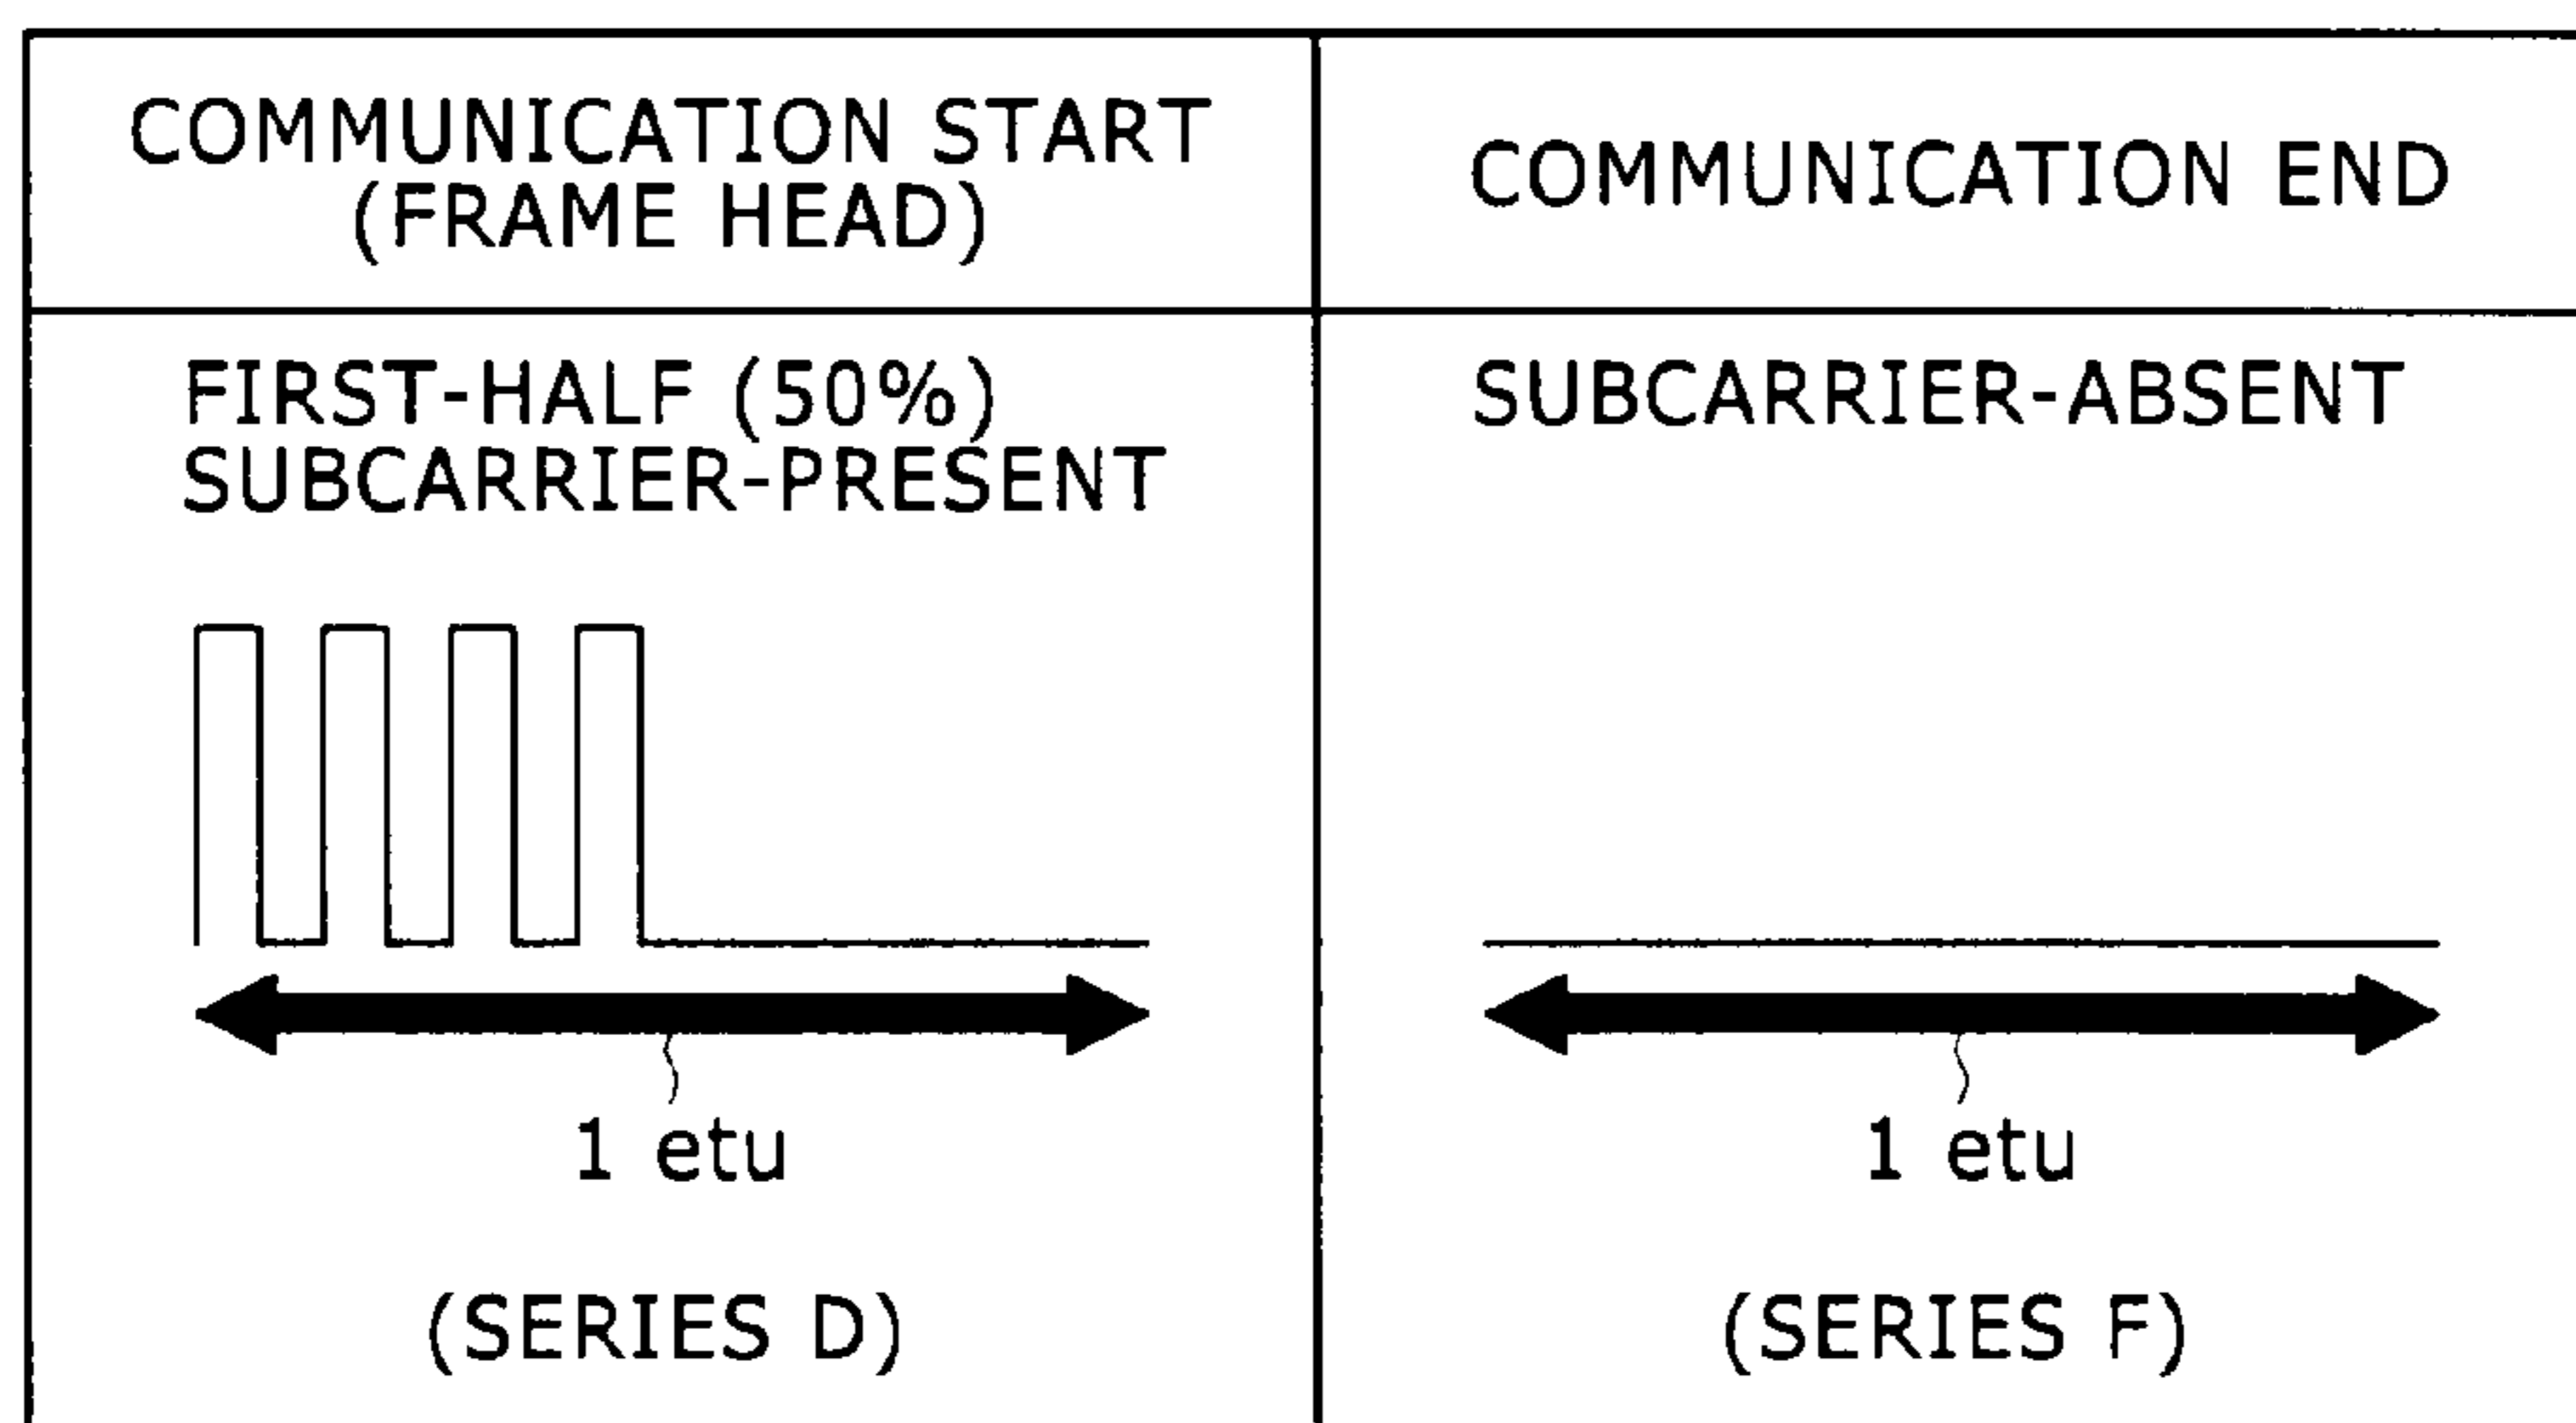 COMMUNICATION START
(FRAME HEAD)
COMMUNICATION END
FIRST-HALF (50%)
SUBCARRIER-PRESENT
SUBCARRIER-ABSENT
1 etu
1 etu
(SERIES D)
(SERIES F)